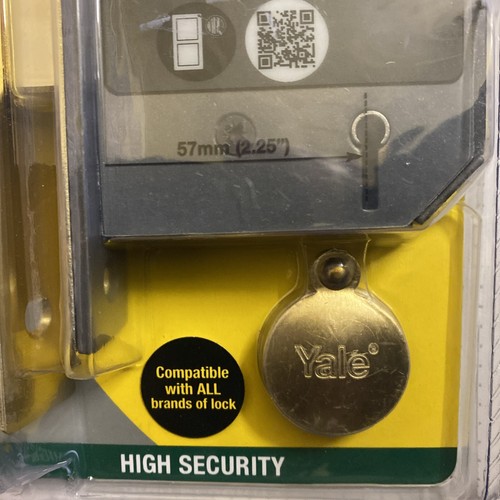 57mm (2.25")
Yale®
Compatible
with ALL
brands of lock
HIGH SECURITY